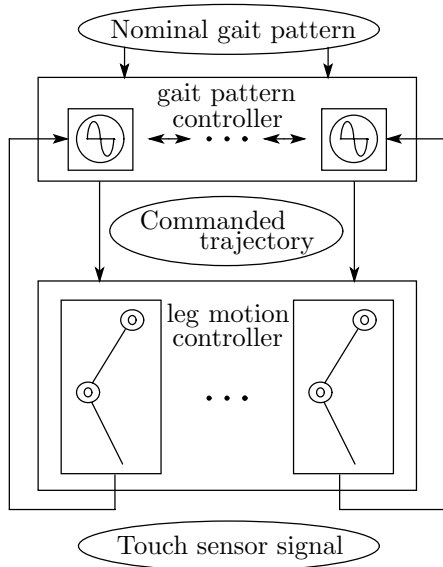 Nominal gait pattern
gait pattern
controller
Commanded
trajectory
leg motion
controller
Touch sensor signal